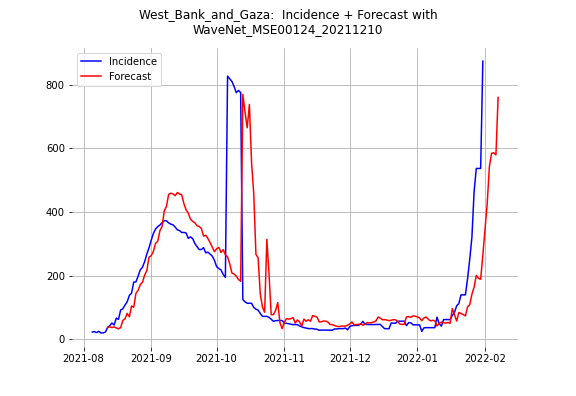 West_Bank_and_Gaza:  Incidence + Forecast with
WaveNet_MSE00124_20211210
Incidence
Forecast
800
600
400
200
0
2021-08 2021-09 2021-10 2021-11 2021-12 2022-01 2022-02